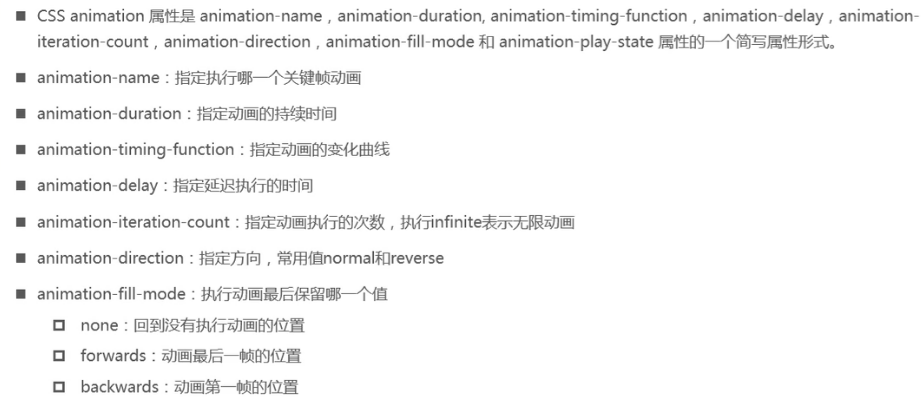 CSS animation 属性是 animation-name，animation-duration, animation-timing-function，animation-delay，animation-
iteration-count，animation-direction，animation-fill-mode 和 animation-play-state 属性的一个简写属性形式。
animation-name：指定执行哪一个关键帧动画
animation-duration：指定动画的持续时间
animation-timing-function：指定动画的变化曲线
animation-delay：指定延迟执行的时间
animation-iteration-count：指定动画执行的次数，执行infinite表示无限动画
animation-direction：指定方向，常用值normal和reverse
animation-fill-mode：执行动画最后保留哪一个值
none：回到没有执行动画的位置
forwards：动画最后一帧的位置
backwards：动画第一帧的位置